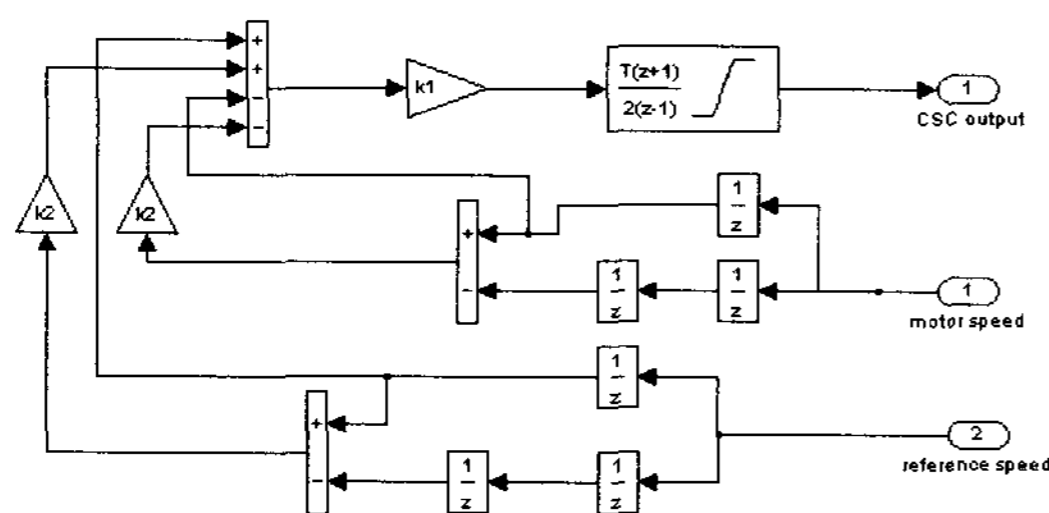 +
+
−
−
k1
T(z+1)
2(z-1)
1
CSC output
k2
k2
1
z
+
−
1
z
1
z
1
motor speed
1
z
+
−
1
z
1
z
2
reference speed